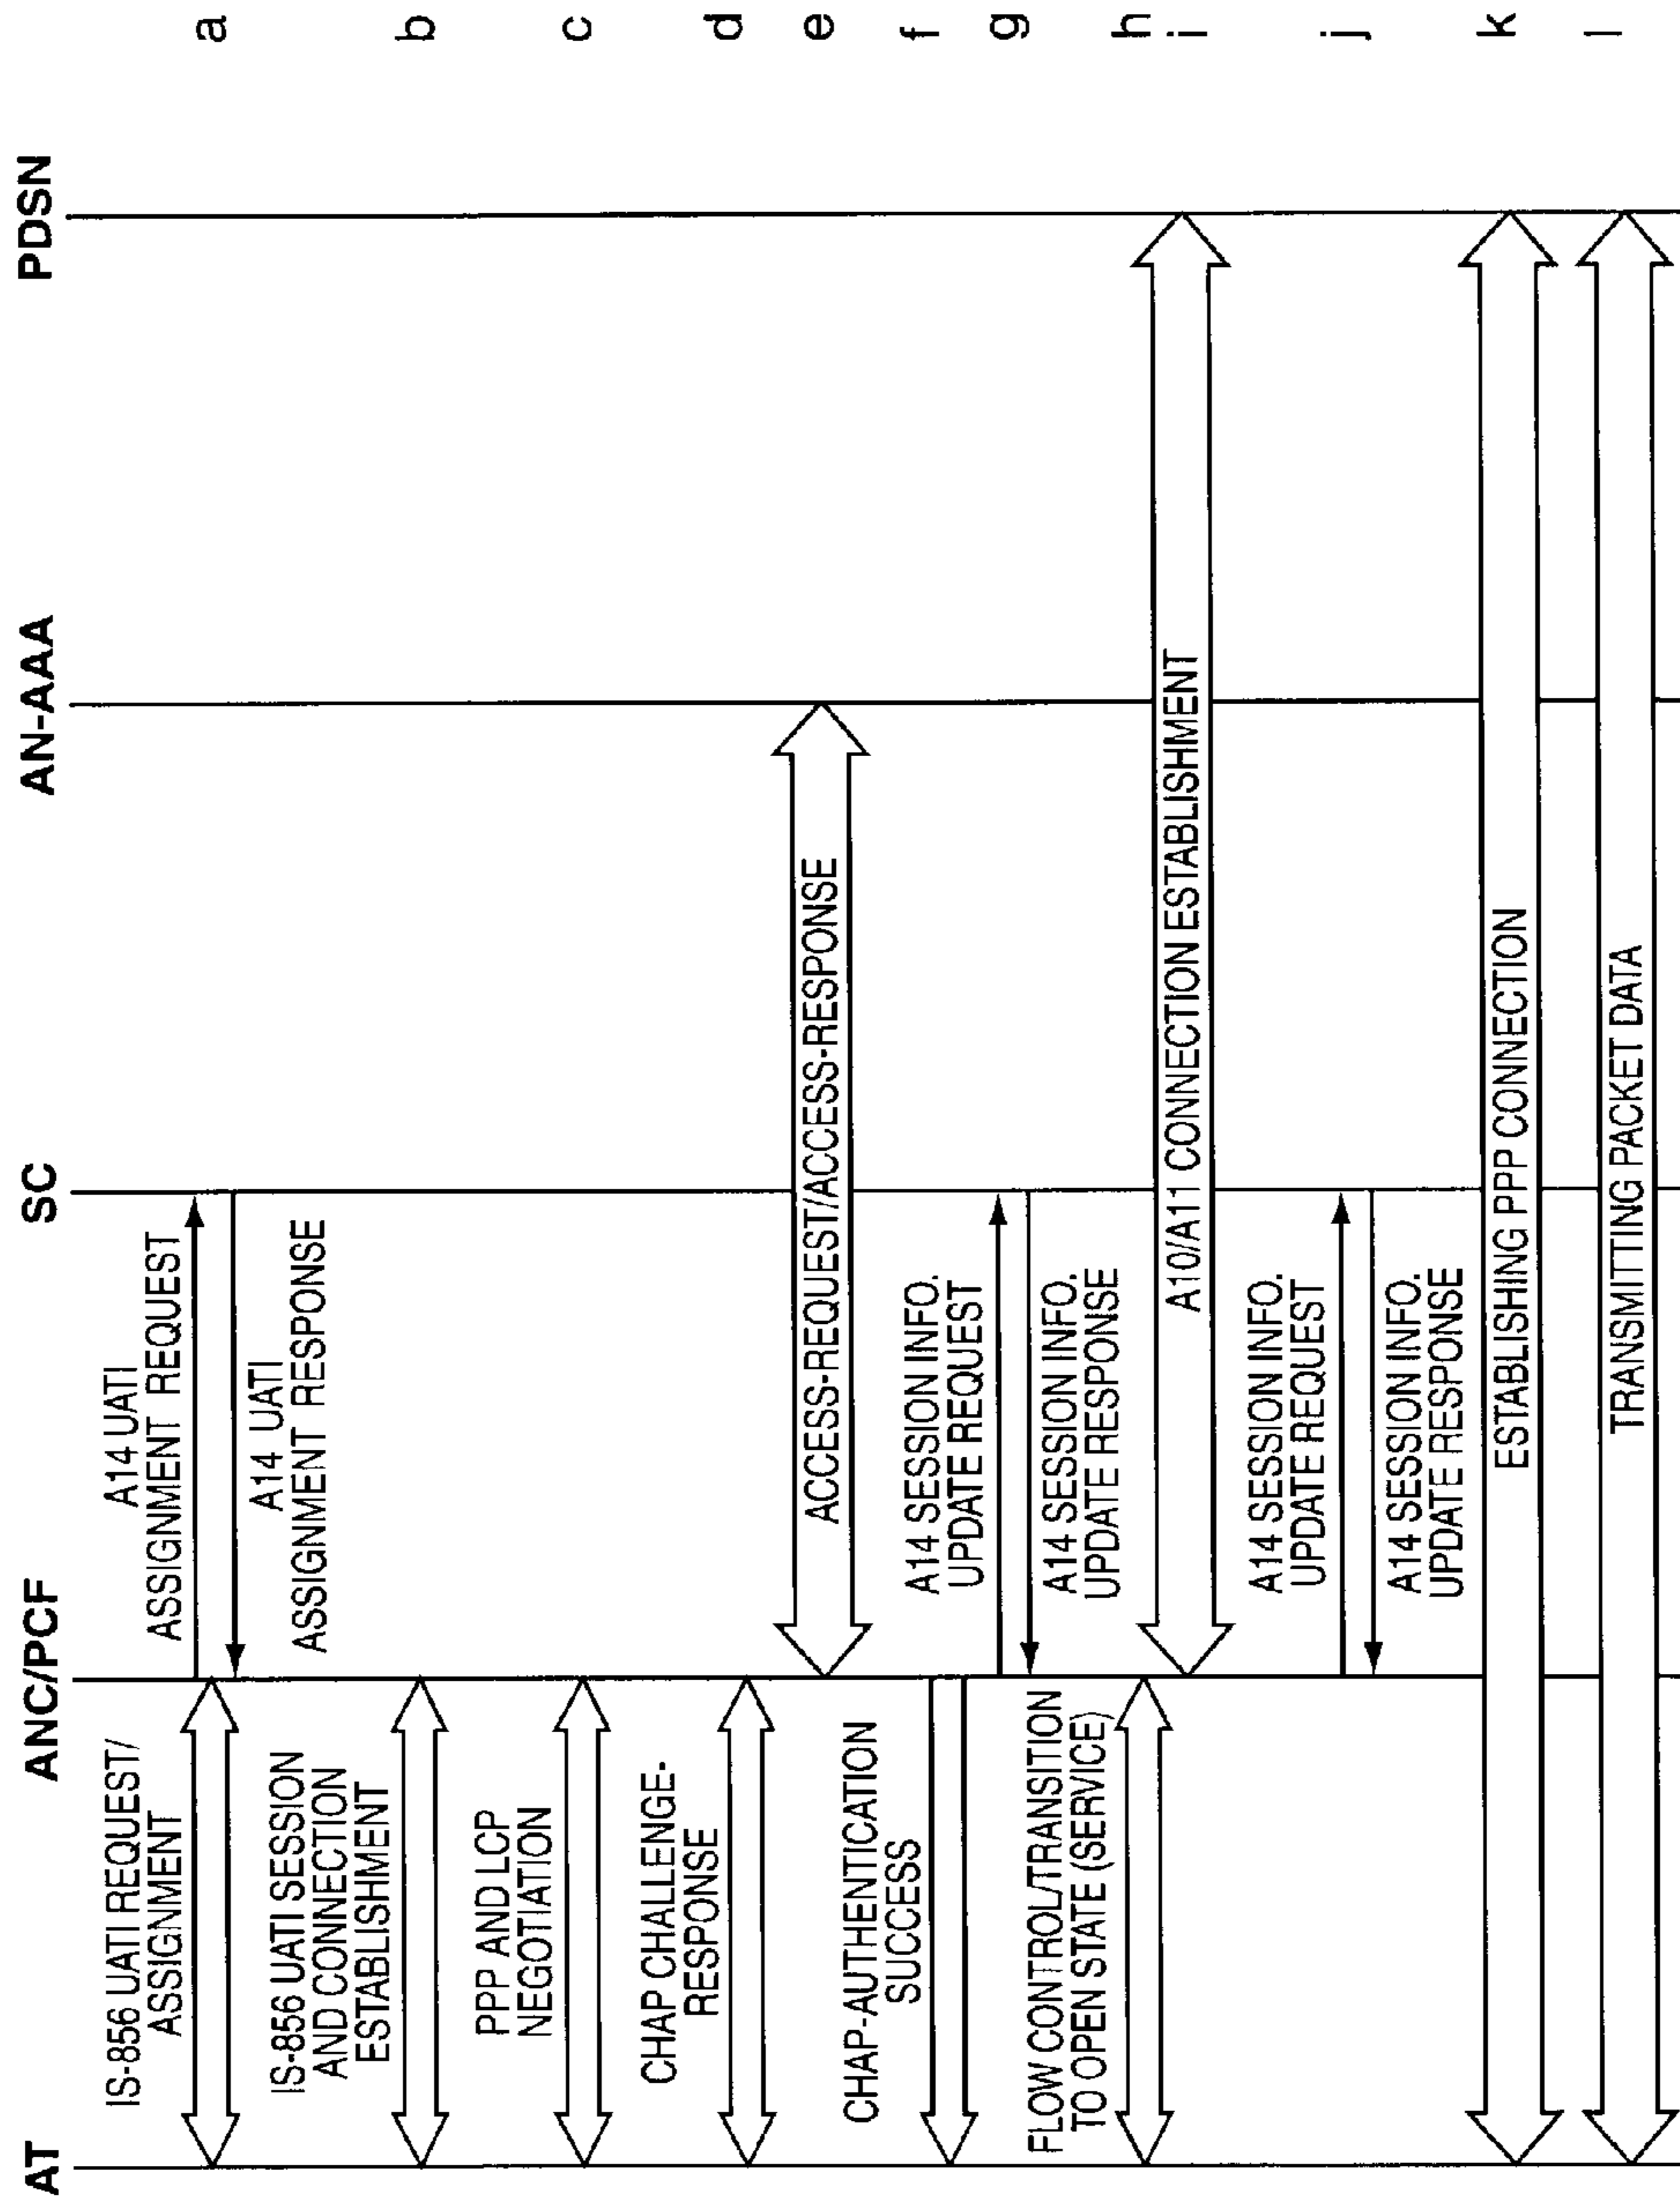 AT
ANC/PCF
SC
AN-AAA
PDSN
IS-856 UATI REQUEST/
ASSIGNMENT
A14 UATI
ASSIGNMENT REQUEST
A14 UATI
ASSIGNMENT RESPONSE
a
IS-856 UATI SESSION
AND CONNECTION
ESTABLISHMENT
b
PPP AND LCP
NEGOTIATION
c
CHAP CHALLENGE-
RESPONSE
d
ACCESS-REQUEST/ACCESS-RESPONSE
e
CHAP-AUTHENTICATION
SUCCESS
f
A14 SESSION INFO.
UPDATE REQUEST
g
A14 SESSION INFO.
UPDATE RESPONSE
FLOW CONTROL/TRANSITION
TO OPEN STATE (SERVICE)
h
A10/A11 CONNECTION ESTABLISHMENT
i
A14 SESSION INFO.
UPDATE REQUEST
j
A14 SESSION INFO.
UPDATE RESPONSE
ESTABLISHING PPP CONNECTION
k
TRANSMITTING PACKET DATA
l